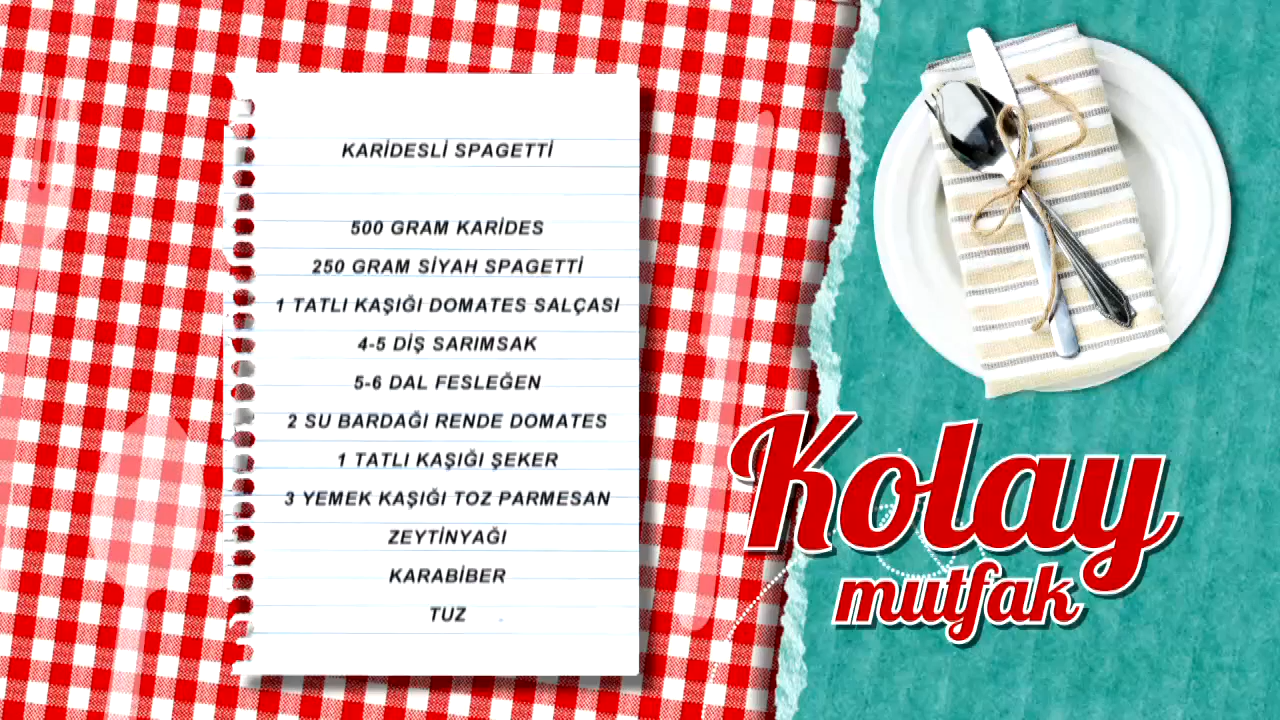 KARİDESLİ SPAGETTİ
500 GRAM KARİDES
250 GRAM SİYAH SPAGETTİ
1 TATLI KAŞIĞI DOMATES SALÇASI
4-5 DİŞ SARIMSAK
5-6 DAL FESLEĞEN
2 SU BARDAĞI RENDE DOMATES
1 TATLI KAŞIĞI ŞEKER
3 YEMEK KAŞIĞI TOZ PARMESAN
ZEYTİNYAĞI
KARABİBER
TUZ
Kolay
mutfak